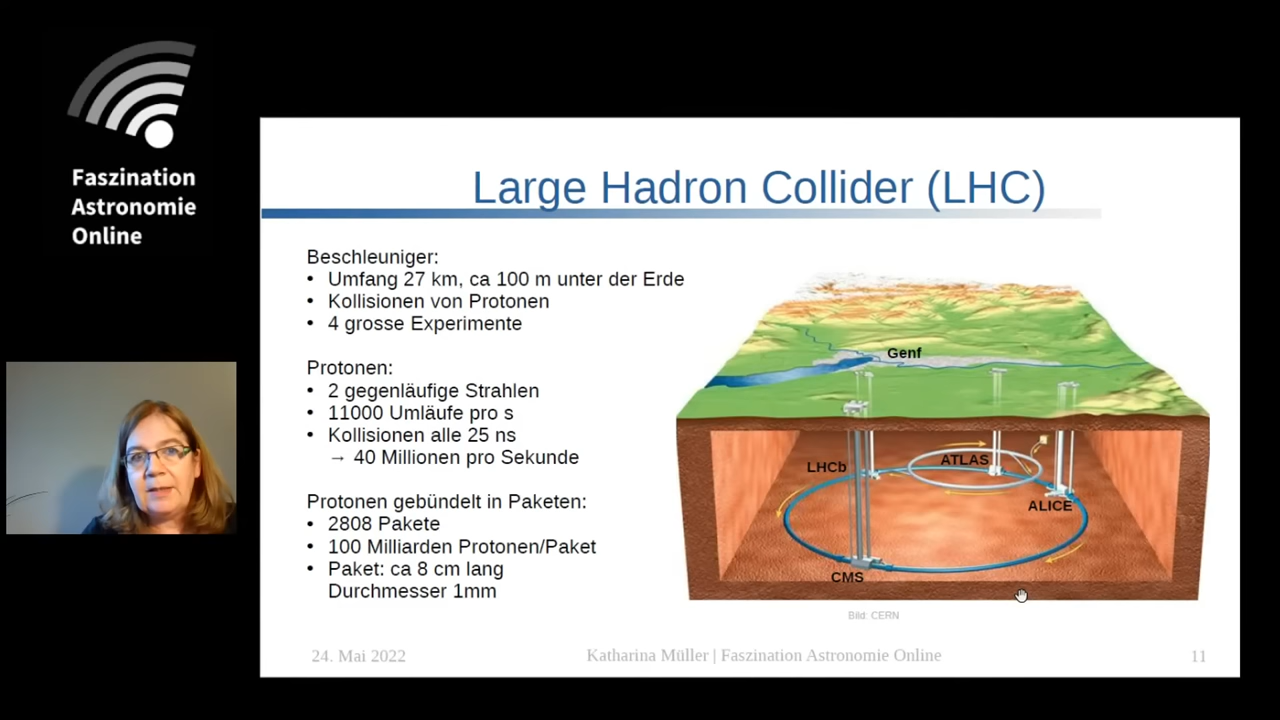 Faszination
Astronomie
Online
Large Hadron Collider (LHC)
Beschleuniger:
• Umfang 27 km, ca 100 m unter der Erde
• Kollisionen von Protonen
• 4 grosse Experimente
Protonen:
• 2 gegenläufige Strahlen
• 11000 Umläufe pro s
• Kollisionen alle 25 ns
→ 40 Millionen pro Sekunde
Protonen gebündelt in Paketen:
• 2808 Pakete
• 100 Milliarden Protonen/Paket
• Paket: ca 8 cm lang
Durchmesser 1mm
Genf
LHCb
ATLAS
ALICE
CMS
Bild: CERN
24. Mai 2022
Katharina Müller | Faszination Astronomie Online
11